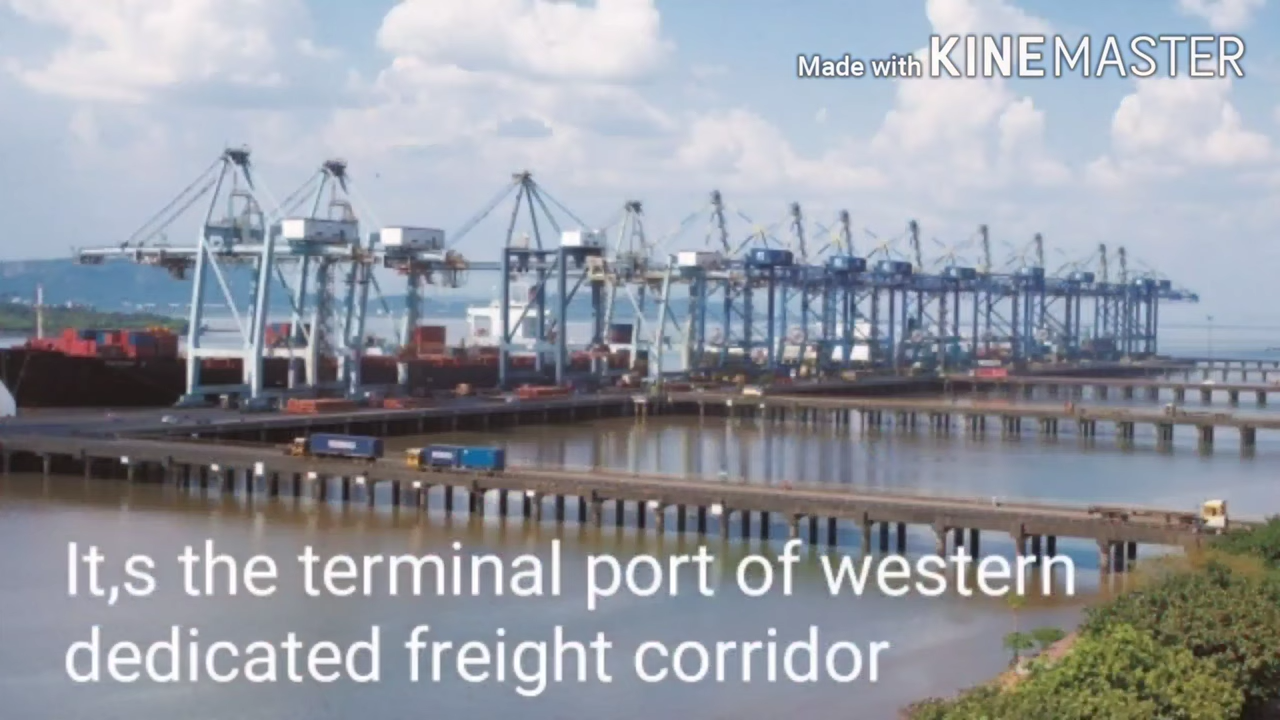 Made with KINEMASTER
It,s the terminal port of western
dedicated freight corridor